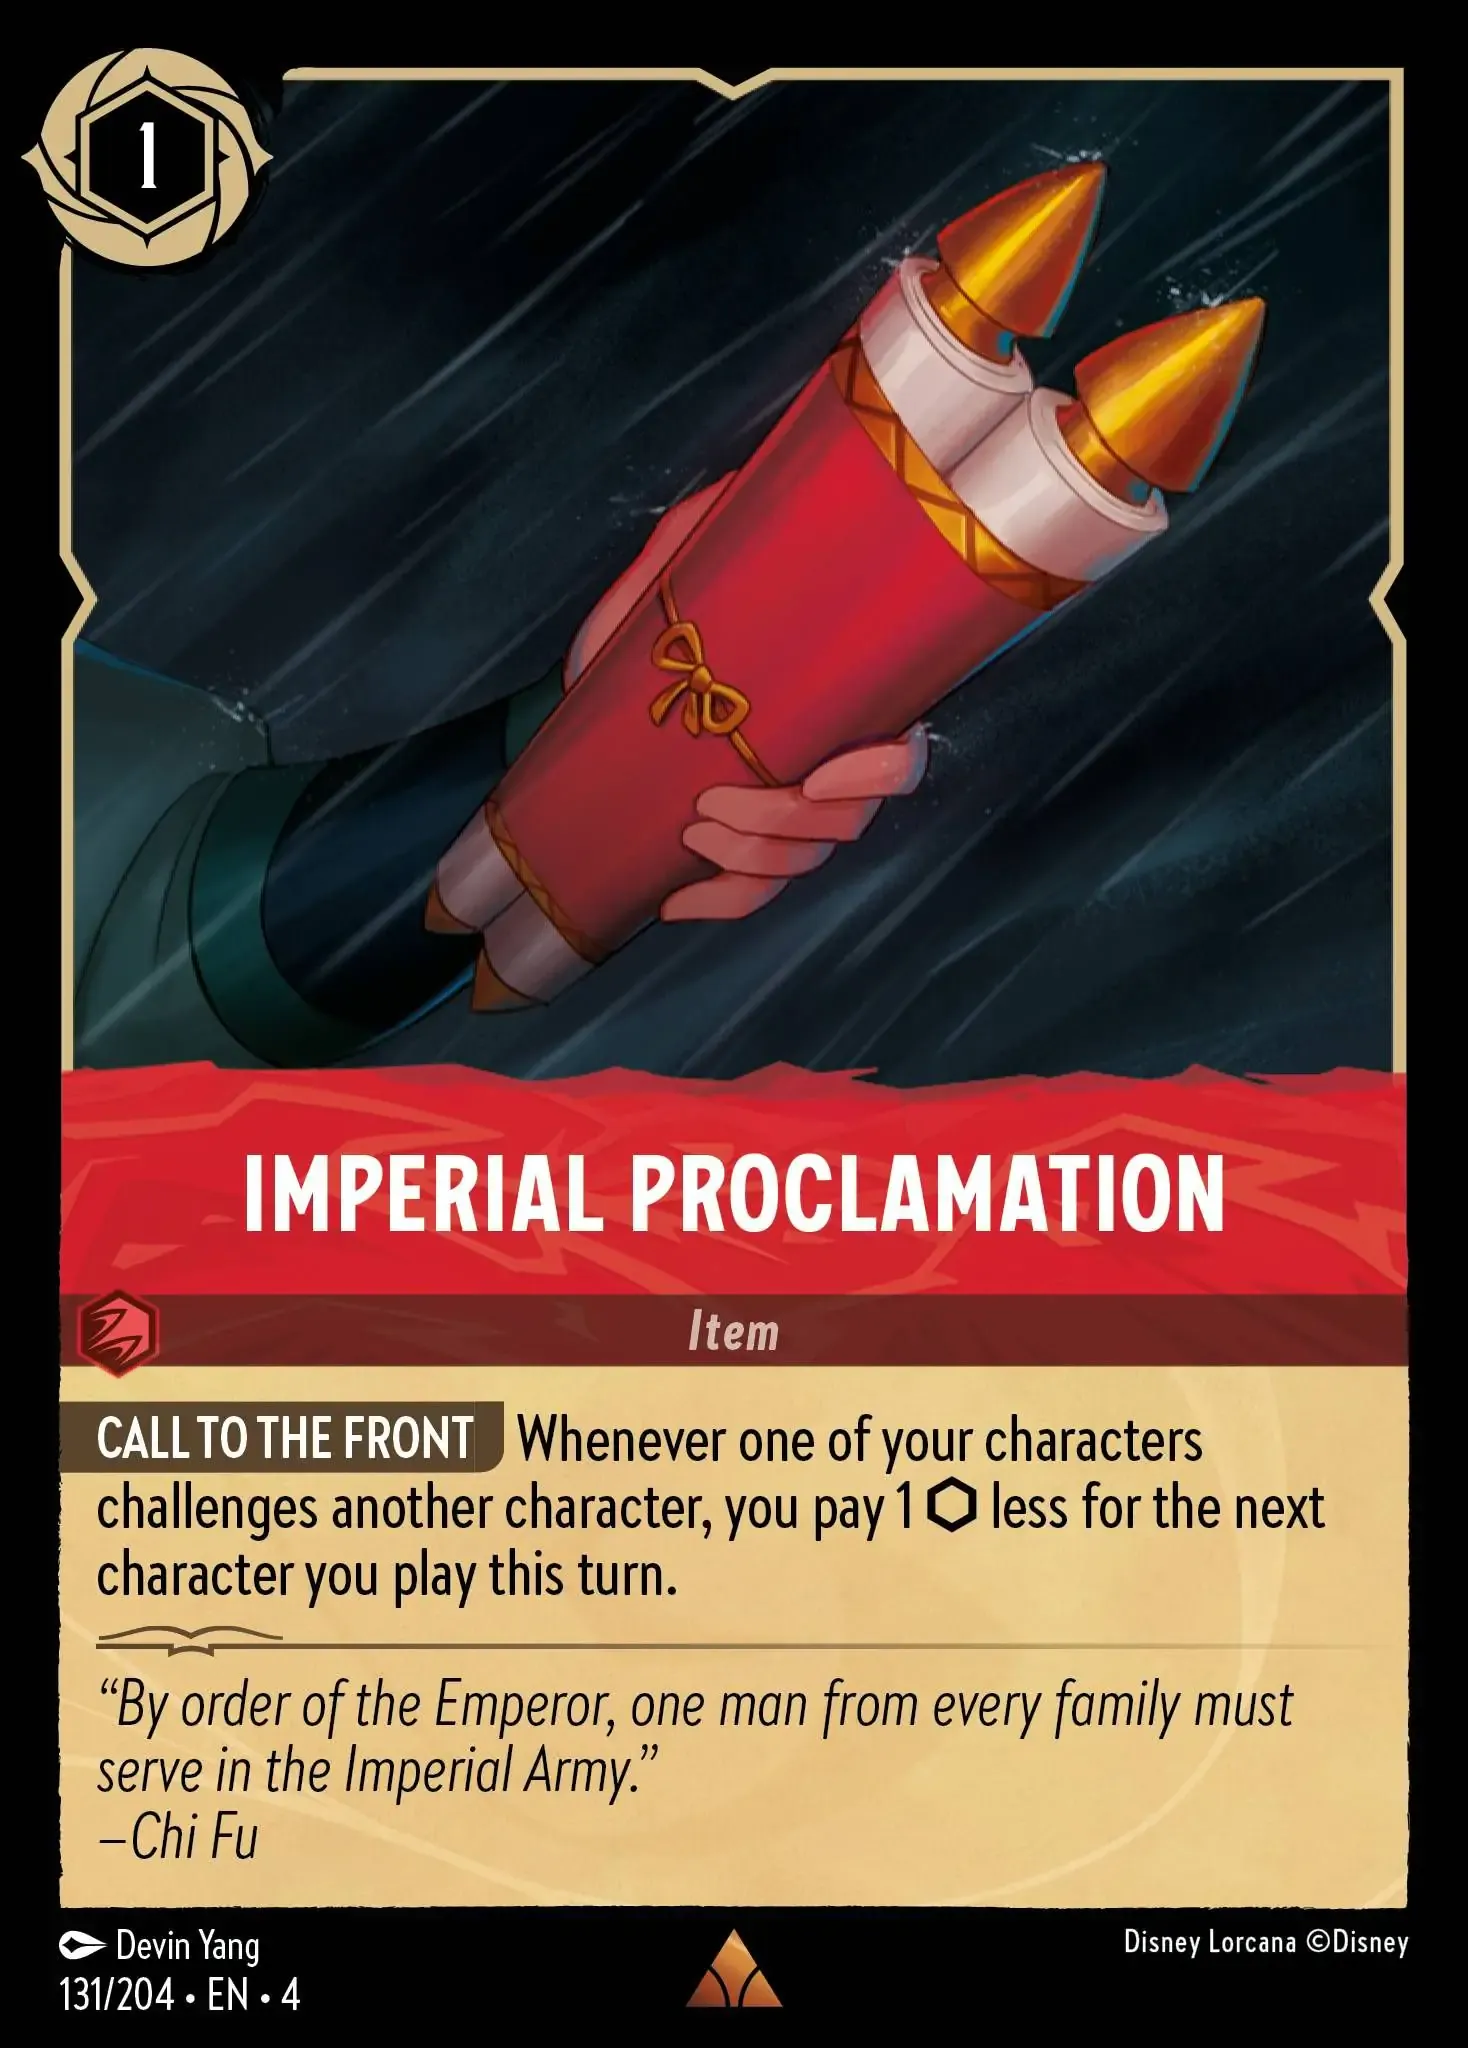 1
IMPERIAL PROCLAMATION
Item
CALL TO THE FRONT Whenever one of your characters
challenges another character, you pay 1 ⬡ less for the next
character you play this turn.
“By order of the Emperor, one man from every family must
serve in the Imperial Army.”
–Chi Fu
Devin Yang
Disney Lorcana ©Disney
131/204 • EN • 4